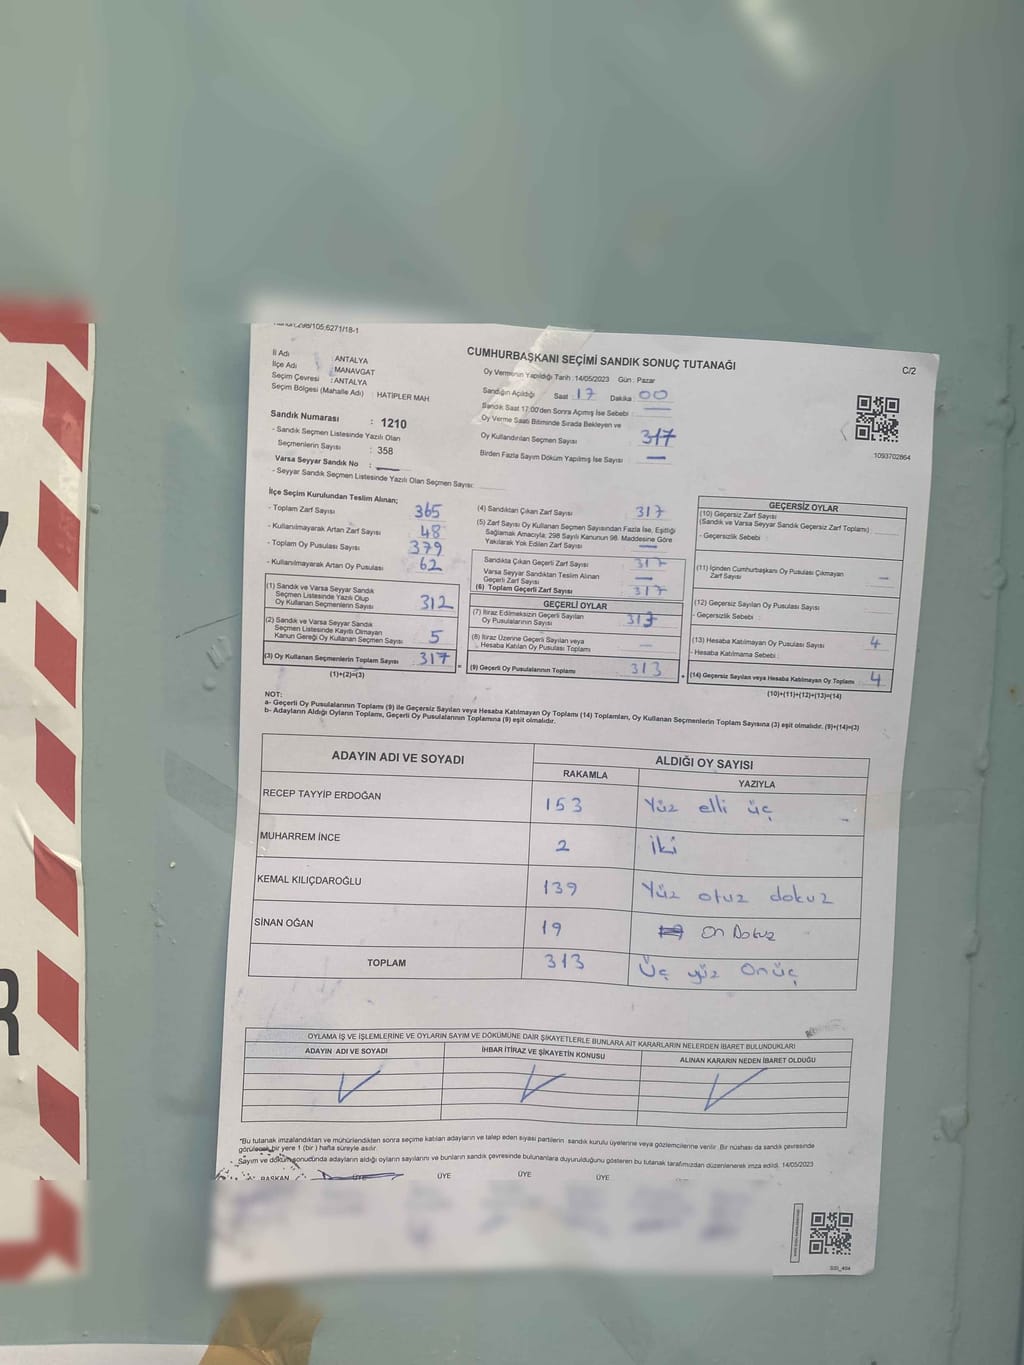 298/105;6271/18-1
İl Adı : ANTALYA
İlçe Adı : MANAVGAT
Seçim Çevresi : ANTALYA
Seçim Bölgesi (Mahalle Adı) : HATİPLER MAH
CUMHURBAŞKANI SEÇİMİ SANDIK SONUÇ TUTANAĞI
C/2
Oy Vermenin Yapıldığı Tarih :14/05/2023 Gün : Pazar
Sandığın Açıldığı Saat : 17 Dakika : 00
Sandık Saat 17:00'den Sonra Açmış İse Sebebi : —
Oy Verme Saati Bitiminde Sırada Bekleyen ve
Oy Kullandırılan Seçmen Sayısı : 317
Birden Fazla Sayım Döküm Yapılmış İse Sayısı : —
1093702864
Sandık Numarası : 1210
- Sandık Seçmen Listesinde Yazılı Olan
Seçmenlerin Sayısı : 358
Varsa Seyyar Sandık No : —
- Seyyar Sandık Seçmen Listesinde Yazılı Olan Seçmen Sayısı:
İlçe Seçim Kurulundan Teslim Alınan;
- Toplam Zarf Sayısı : 365
- Kullanılmayarak Artan Zarf Sayısı : 48
- Toplam Oy Pusulası Sayısı : 379
- Kullanılmayarak Artan Oy Pusulası : 62
(1) Sandık ve Varsa Seyyar Sandık
Seçmen Listesinde Yazılı Olup
Oy Kullanan Seçmenlerin Sayısı : 312
(2) Sandık ve Varsa Seyyar Sandık
Seçmen Listesinde Kayıtlı Olmayan
Kanun Gereği Oy Kullanan Seçmen Sayısı : 5
(3) Oy Kullanan Seçmenlerin Toplam Sayısı : 317
(1)+(2)=(3)
(4) Sandıktan Çıkan Zarf Sayısı : 317
(5) Zarf Sayısı Oy Kullanan Seçmen Sayısından Fazla İse, Eşitliği
Sağlamak Amacıyla; 298 Sayılı Kanunun 98. Maddesine Göre
Yakılarak Yok Edilen Zarf Sayısı : —
Sandıkta Çıkan Geçerli Zarf Sayısı : 317
Varsa Seyyar Sandıktan Teslim Alınan
Geçerli Zarf Sayısı : —
(6) Toplam Geçerli Zarf Sayısı : 317
GEÇERLİ OYLAR
(7) İtiraz Edilmeksizin Geçerli Sayılan
Oy Pusulalarının Sayısı : 313
(8) İtiraz Üzerine Geçerli Sayılan veya
Hesaba Katılan Oy Pusulası Toplamı : —
= (9) Geçerli Oy Pusulalarının Toplamı : 313
GEÇERSİZ OYLAR
(10) Geçersiz Zarf Sayısı
(Sandık ve Varsa Seyyar Sandık Geçersiz Zarf Toplamı) :
- Geçersizlik Sebebi :
(11) İçinden Cumhurbaşkanı Oy Pusulası Çıkmayan
Zarf Sayısı : —
(12) Geçersiz Sayılan Oy Pusulası Sayısı :
- Geçersizlik Sebebi :
(13) Hesaba Katılmayan Oy Pusulası Sayısı : 4
- Hesaba Katılmama Sebebi :
+ (14) Geçersiz Sayılan veya Hesaba Katılmayan Oy Toplamı : 4
(10)+(11)+(12)+(13)=(14)
NOT:
a- Geçerli Oy Pusulalarının Toplamı (9) ile Geçersiz Sayılan veya Hesaba Katılmayan Oy Toplamı (14) Toplamları, Oy Kullanan Seçmenlerin Toplam Sayısına (3) eşit olmalıdır. (9)+(14)=(3)
b- Adayların Aldığı Oyların Toplamı, Geçerli Oy Pusulalarının Toplamına (9) eşit olmalıdır.
ADAYIN ADI VE SOYADI ALDIĞI OY SAYISI
RAKAMLA YAZIYLA
RECEP TAYYİP ERDOĞAN 153 Yüz elli üç
MUHARREM İNCE 2 iki
KEMAL KILIÇDAROĞLU 139 Yüz otuz dokuz
SİNAN OĞAN 19 On Dokuz
TOPLAM 313 Üç yüz Onüç
OYLAMA İŞ VE İŞLEMLERİNE VE OYLARIN SAYIM VE DÖKÜMÜNE DAİR ŞİKAYETLERLE BUNLARA AİT KARARLARIN NELERDEN İBARET BULUNDUKLARI
ADAYIN ADI VE SOYADI İHBAR İTİRAZ VE ŞİKAYETİN KONUSU ALINAN KARARIN NEDEN İBARET OLDUĞU
*Bu tutanak imzalandıktan ve mühürlendikten sonra seçime katılan adayların ve talep eden siyasi partilerin sandık kurulu üyelerine veya gözlemcilerine verilir. Bir nüshası da sandık çevresinde
görülecek bir yere 1 (bir) hafta süreyle asılır.
Sayım ve döküm sonucunda adayların aldığı oyların sayılarını ve bunların sandık çevresinde bulunanlara duyurulduğunu gösteren bu tutanak tarafımızdan düzenlenerek imza edildi. 14/05/2023
BAŞKAN ÜYE ÜYE ÜYE ÜYE
SSI_404